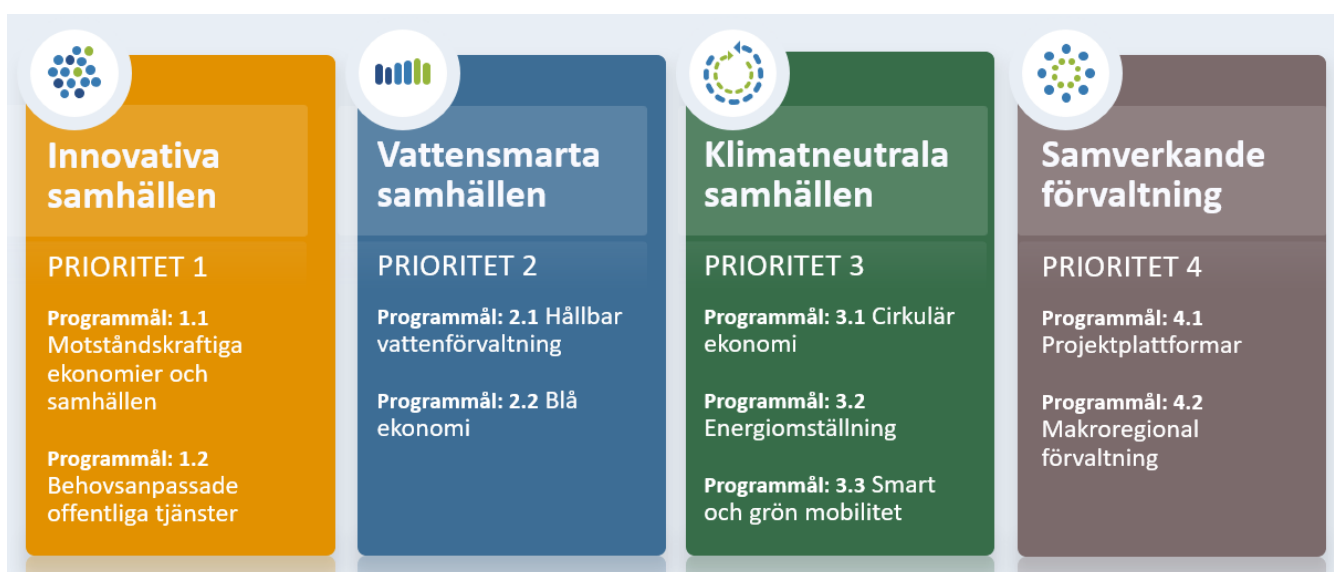 Innovativa
samhällen
PRIORITET 1
Programmål: 1.1
Motståndskraftiga
ekonomier och
samhällen
Programmål: 1.2
Behovsanpassade
offentliga tjänster
Vattensmarta
samhällen
PRIORITET 2
Programmål: 2.1 Hållbar
vattenförvaltning
Programmål: 2.2 Blå
ekonomi
Klimatneutrala
samhällen
PRIORITET 3
Programmål: 3.1 Cirkulär
ekonomi
Programmål: 3.2
Energiomställning
Programmål: 3.3 Smart
och grön mobilitet
Samverkande
förvaltning
PRIORITET 4
Programmål: 4.1
Projektplattformar
Programmål: 4.2
Makroregional
förvaltning